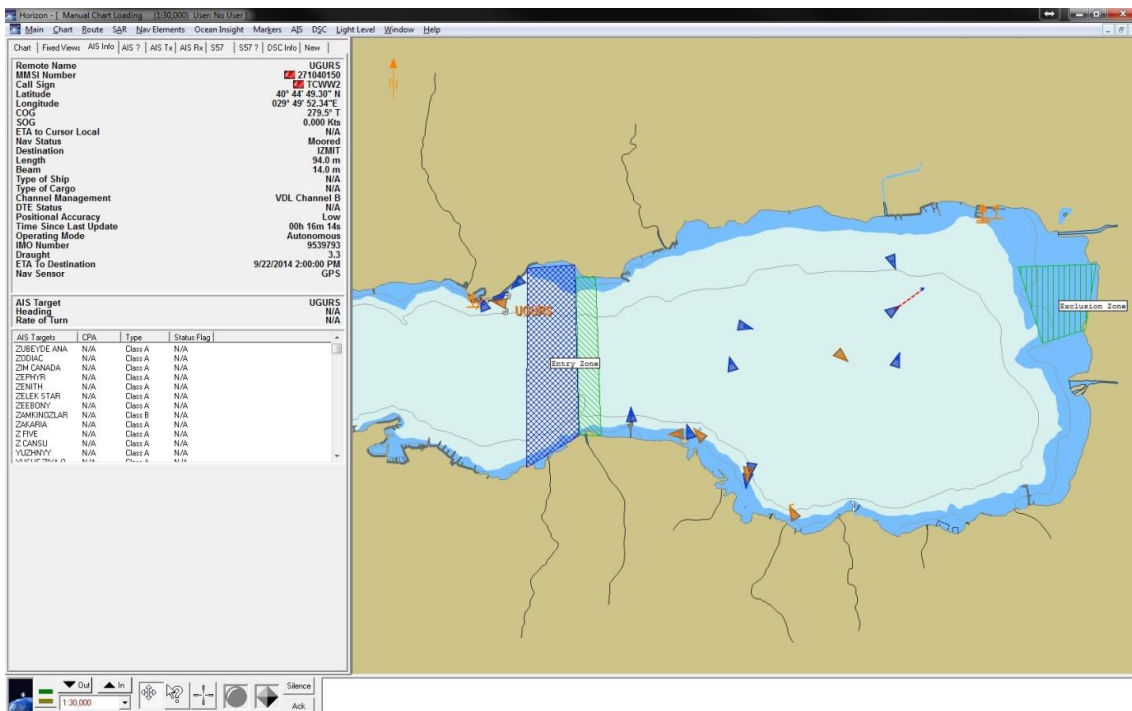 Horizon - [ Manual Chart Loading (1:30,000) User: No User ]
Main Chart Route SAR Nav Elements Ocean Insight Markers AIS DSC Light Level Window Help
Chart Fixed Views AIS Info AIS ? AIS Tx AIS Rx S57 S57 ? DSC Info New
Remote Name UGURS
MMSI Number 271040150
Call Sign TCWW2
Latitude 40° 44' 49.30" N
Longitude 029° 49' 52.34"E
COG 279.5° T
SOG 0.000 Kts
ETA to Cursor Local N/A
Nav Status Moored
Destination IZMIT
Length 94.0 m
Beam 14.0 m
Type of Ship N/A
Type of Cargo N/A
Channel Management VDL Channel B
DTE Status N/A
Positional Accuracy Low
Time Since Last Update 00h 16m 14s
Operating Mode Autonomous
IMO Number 9539793
Draught 3.3
ETA To Destination 9/22/2014 2:00:00 PM
Nav Sensor GPS
AIS Target UGURS
Heading N/A
Rate of Turn N/A
AIS Targets CPA Type Status Flag
ZUBEYDE ANA N/A Class A N/A
ZODIAC N/A Class A N/A
ZIM CANADA N/A Class A N/A
ZEPHYR N/A Class A N/A
ZENITH N/A Class A N/A
ZELEK STAR N/A Class A N/A
ZEEBONY N/A Class A N/A
ZAMKINOZLAR N/A Class B N/A
ZAKARIA N/A Class A N/A
Z FIVE N/A Class A N/A
Z CANSU N/A Class A N/A
YUZHNYY N/A Class A N/A
N
UGURS
Entry Zone
Exclusion Zone
Out In
1:30,000
Silence
Ack